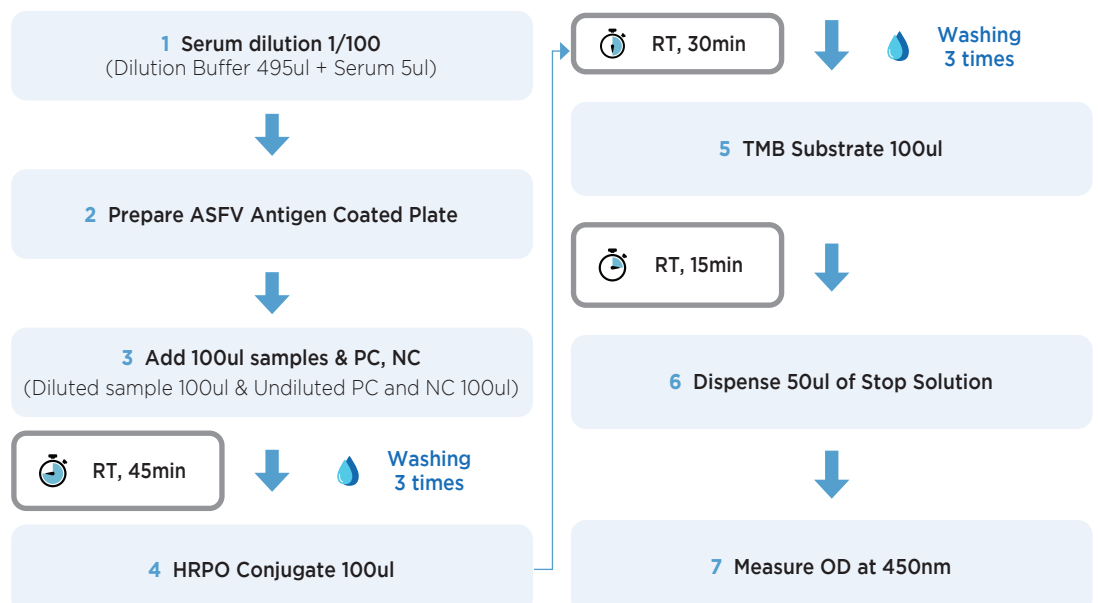 1 Serum dilution 1/100
(Dilution Buffer 495ul + Serum 5ul)
2 Prepare ASFV Antigen Coated Plate
3 Add 100ul samples & PC, NC
(Diluted sample 100ul & Undiluted PC and NC 100ul)
RT, 45min
Washing
3 times
4 HRPO Conjugate 100ul
RT, 30min
Washing
3 times
5 TMB Substrate 100ul
RT, 15min
6 Dispense 50ul of Stop Solution
7 Measure OD at 450nm